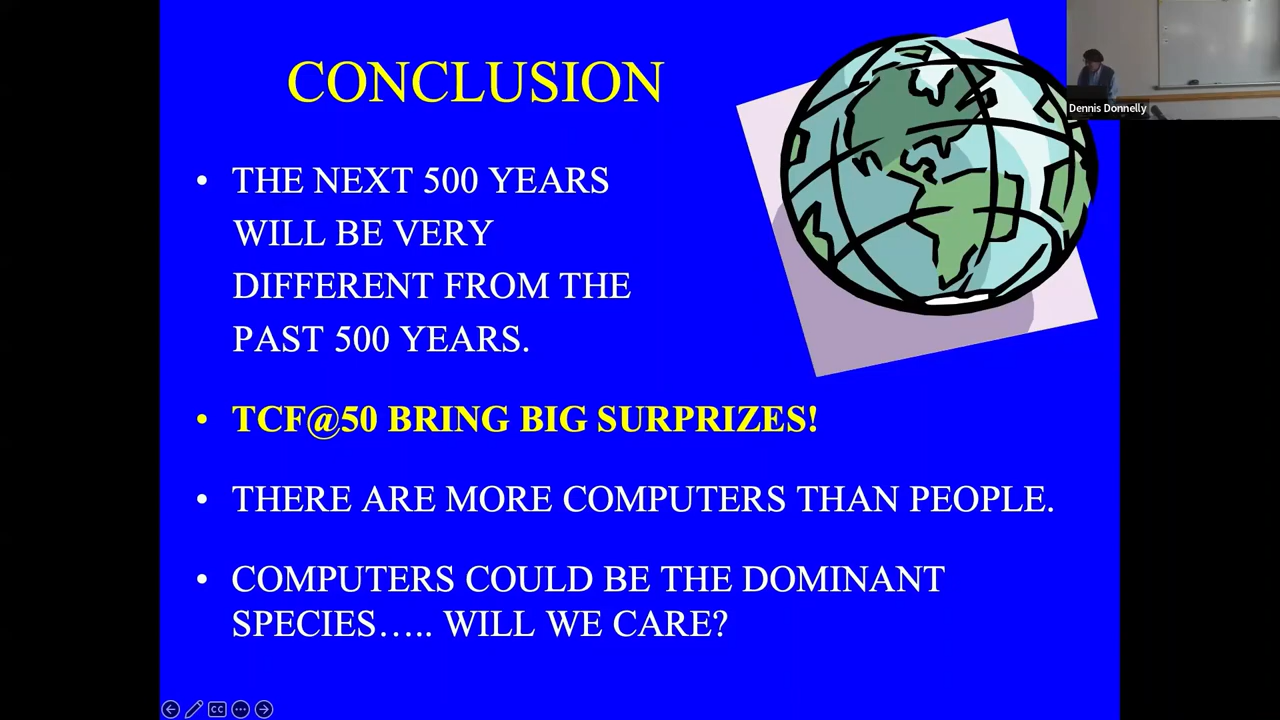 CONCLUSION
Dennis Donnelly
• THE NEXT 500 YEARS
WILL BE VERY
DIFFERENT FROM THE
PAST 500 YEARS.
• TCF@50 BRING BIG SURPRIZES!
• THERE ARE MORE COMPUTERS THAN PEOPLE.
• COMPUTERS COULD BE THE DOMINANT
SPECIES….. WILL WE CARE?
CC